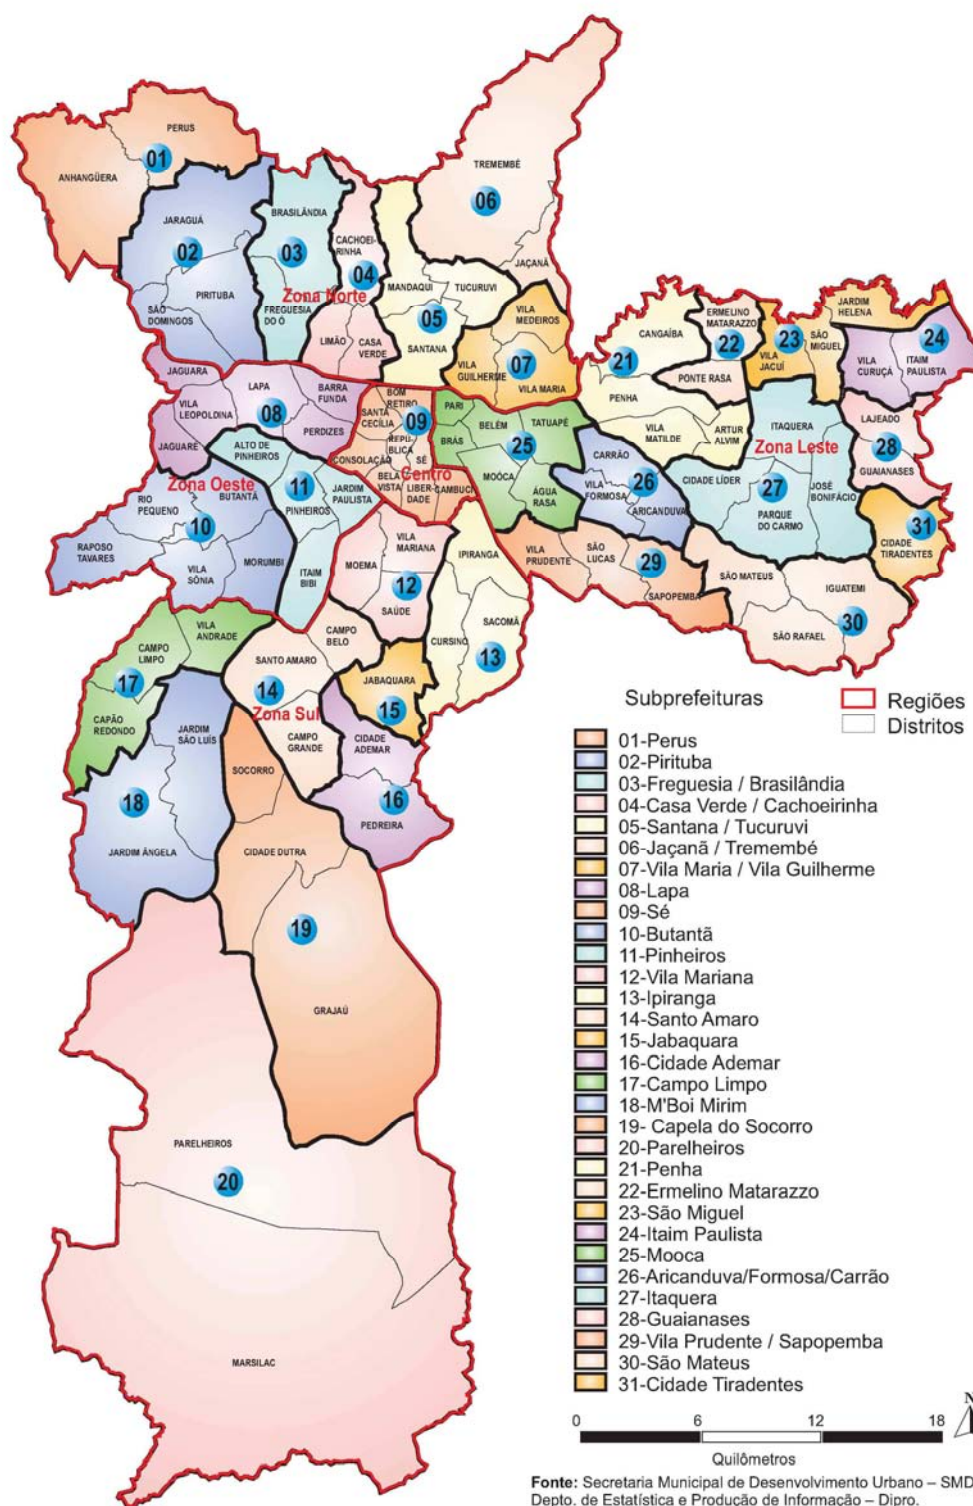 PERUS
01
ANHANGÜERA
TREMEMBÉ
06
JAÇANÃ
JARAGUÁ
02
PIRITUBA
SÃO
DOMINGOS
BRASILÂNDIA
03
FREGUESIA
DO Ó
Zona Norte
CACHOEI-
RINHA
04
LIMÃO
CASA
VERDE
MANDAQUI
TUCURUVI
05
SANTANA
VILA
MEDEIROS
VILA
GUILHERME
07
VILA MARIA
CANGAÍBA
21
PENHA
VILA
MATILDE
ARTUR
ALVIM
ERMELINO
MATARAZZO
22
PONTE RASA
23
VILA
JACUÍ
SÃO
MIGUEL
JARDIM
HELENA
24
VILA
CURUÇÁ
ITAIM
PAULISTA
JAGUARA
VILA
LEOPOLDINA
JAGUARÉ
LAPA
08
BARRA
FUNDA
PERDIZES
BOM
RETIRO
09
SANTA
CECÍLIA
REPÚ-
BLICA
SÉ
CONSOLAÇÃO
Centro
BELA
VISTA
LIBER-
DADE
CAMBUCI
PARI
BRÁS
BELÉM
TATUAPÉ
25
MOÓCA
ÁGUA
RASA
CARRÃO
VILA
FORMOSA
26
ARICANDUVA
ITAQUERA
Zona Leste
CIDADE LÍDER
27
PARQUE
DO CARMO
JOSÉ
BONIFÁCIO
LAJEADO
28
GUAIANASES
31
CIDADE
TIRADENTES
ALTO DE
PINHEIROS
11
PINHEIROS
JARDIM
PAULISTA
ITAIM
BIBI
Zona Oeste
RIO
PEQUENO
BUTANTÃ
10
RAPOSO
TAVARES
VILA
SÔNIA
MORUMBI
VILA
MARIANA
MOEMA
12
SAÚDE
IPIRANGA
SACOMÃ
CURSINO
13
VILA
PRUDENTE
SÃO
LUCAS
29
SAPOPEMBA
SÃO MATEUS
IGUATEMI
SÃO RAFAEL
30
VILA
ANDRADE
CAMPO
LIMPO
17
CAPÃO
REDONDO
CAMPO
BELO
SANTO AMARO
14
Zona Sul
CAMPO
GRANDE
JABAQUARA
15
CIDADE
ADEMAR
16
PEDREIRA
JARDIM
SÃO LUÍS
18
JARDIM ÂNGELA
SOCORRO
CIDADE DUTRA
19
GRAJAÚ
PARELHEIROS
20
MARSILAC
Subprefeituras
Regiões
Distritos
01-Perus
02-Pirituba
03-Freguesia / Brasilândia
04-Casa Verde / Cachoeirinha
05-Santana / Tucuruvi
06-Jaçanã / Tremembé
07-Vila Maria / Vila Guilherme
08-Lapa
09-Sé
10-Butantã
11-Pinheiros
12-Vila Mariana
13-Ipiranga
14-Santo Amaro
15-Jabaquara
16-Cidade Ademar
17-Campo Limpo
18-M'Boi Mirim
19- Capela do Socorro
20-Parelheiros
21-Penha
22-Ermelino Matarazzo
23-São Miguel
24-Itaim Paulista
25-Mooca
26-Aricanduva/Formosa/Carrão
27-Itaquera
28-Guaianases
29-Vila Prudente / Sapopemba
30-São Mateus
31-Cidade Tiradentes
N
0 6 12 18
Quilômetros
Fonte: Secretaria Municipal de Desenvolvimento Urbano – SMD
Depto. de Estatística e Produção de Informação – Dipro.